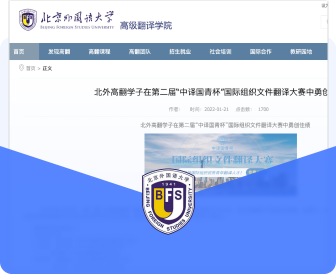 北京外国语大学
BEIJING FOREIGN STUDIES UNIVERSITY
高级翻译学院
首页 发现高翻 高翻课程 高翻团队 招生就业 社会培训 国际合作 教研园地
首页 > 正文
北外高翻学子在第二届“中译国青杯”国际组织文件翻译大赛中勇创
作者： 时间：2022-01-21 点击数：1700
北外高翻学子在第二届“中译国青杯”国际组织文件翻译大赛中勇创佳绩
国际组织文件翻译大赛
北京外国语大学
1941
BFSU
BEIJING FOREIGN STUDIES UNIVERSITY